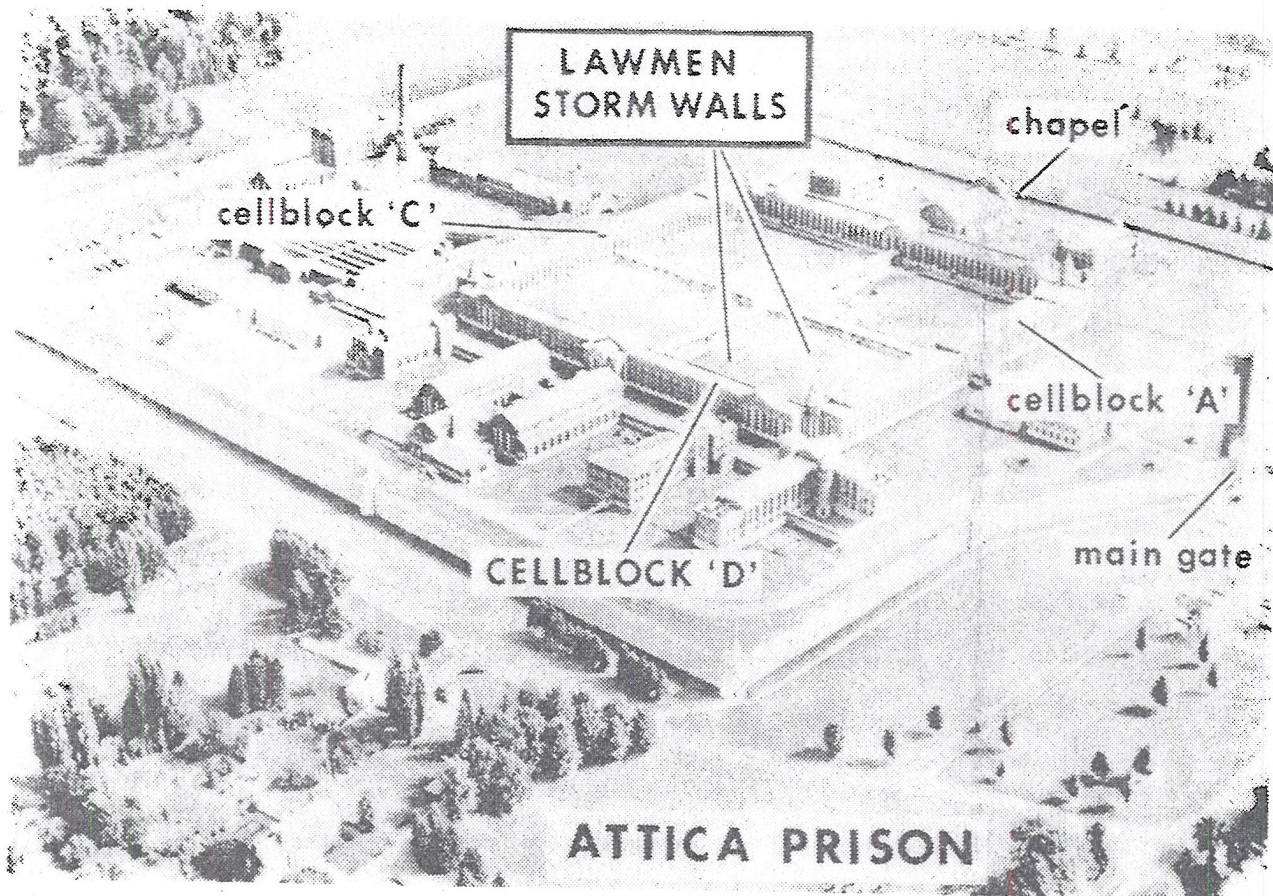 LAWMEN
STORM WALLS
chapel
cellblock 'C'
cellblock 'A'
main gate
CELLBLOCK 'D'
ATTICA PRISON